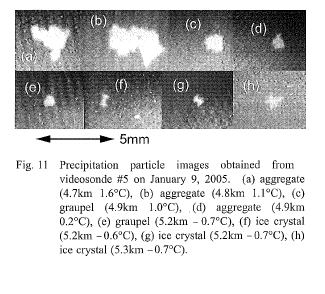 (a) (b) (c) (d)
(e) (f) (g) (h)
5mm
Fig. 11 Precipitation particle images obtained from
videosonde #5 on January 9, 2005. (a) aggregate
(4.7km 1.6°C), (b) aggregate (4.8km 1.1°C), (c)
graupel (4.9km 1.0°C), (d) aggregate (4.9km
0.2°C), (e) graupel (5.2km – 0.7°C), (f) ice crystal
(5.2km –0.6°C), (g) ice crystal (5.2km –0.7°C), (h)
ice crystal (5.3km –0.7°C).